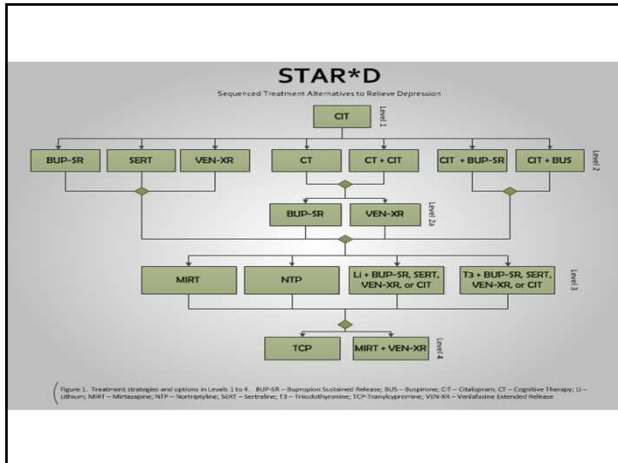 STAR*D
Sequenced Treatment Alternatives to Relieve Depression
CIT
Level 1
BUP-SR SERT VEN-XR CT CT + CIT CIT + BUP-SR CIT + BUS
Level 2
BUP-SR VEN-XR
Level 2a
MIRT NTP Li + BUP-SR, SERT, T3 + BUP-SR, SERT,
VEN-XR, or CIT VEN-XR, or CIT
Level 3
TCP MIRT + VEN-XR
Level 4
Figure 1. Treatment strategies and options in Levels 1 to 4. BUP-SR – Bupropion Sustained Release; BUS – Buspirone; CIT – Citalopram; CT – Cognitive Therapy; Li –
Lithium; MIRT – Mirtazapine; NTP – Nortriptyline; SERT – Sertraline; T3 – Triiodothyronine; TCP-Tranylcypromine; VEN-XR – Venlafaxine Extended Release